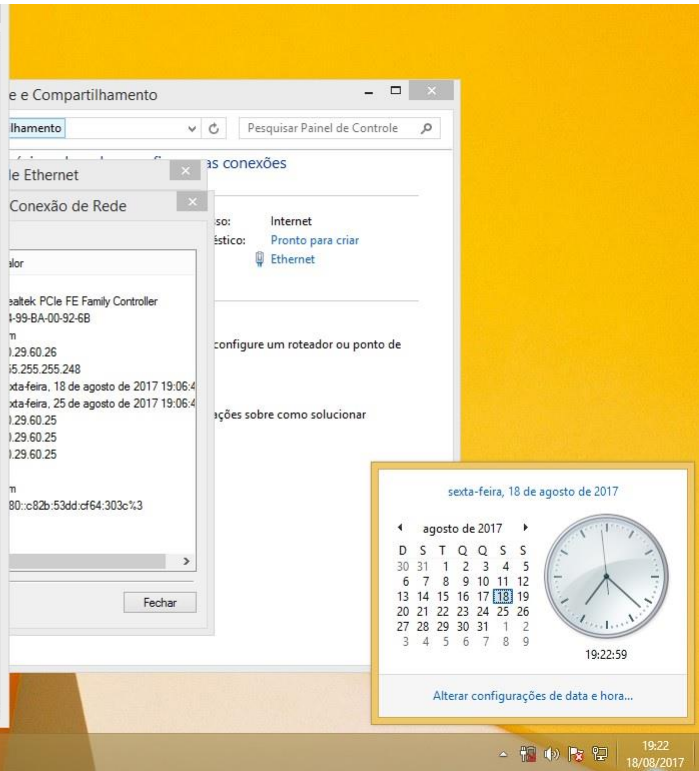 e e Compartilhamento
lhamento
Pesquisar Painel de Controle
as conexões
le Ethernet
Conexão de Rede
sso: Internet
éstico: Pronto para criar
Ethernet
alor
ealtek PCIe FE Family Controller
4-99-BA-00-92-6B
m
0.29.60.26
55.255.255.248
configure um roteador ou ponto de
xta-feira, 18 de agosto de 2017 19:06:4
xta-feira, 25 de agosto de 2017 19:06:4
0.29.60.25
ações sobre como solucionar
0.29.60.25
0.29.60.25
m
80::c82b:53dd:cf64:303c%3
Fechar
sexta-feira, 18 de agosto de 2017
agosto de 2017
D S T Q Q S S
30 31 1 2 3 4 5
6 7 8 9 10 11 12
13 14 15 16 17 18 19
20 21 22 23 24 25 26
27 28 29 30 31 1 2
3 4 5 6 7 8 9
19:22:59
Alterar configurações de data e hora...
19:22
18/08/2017